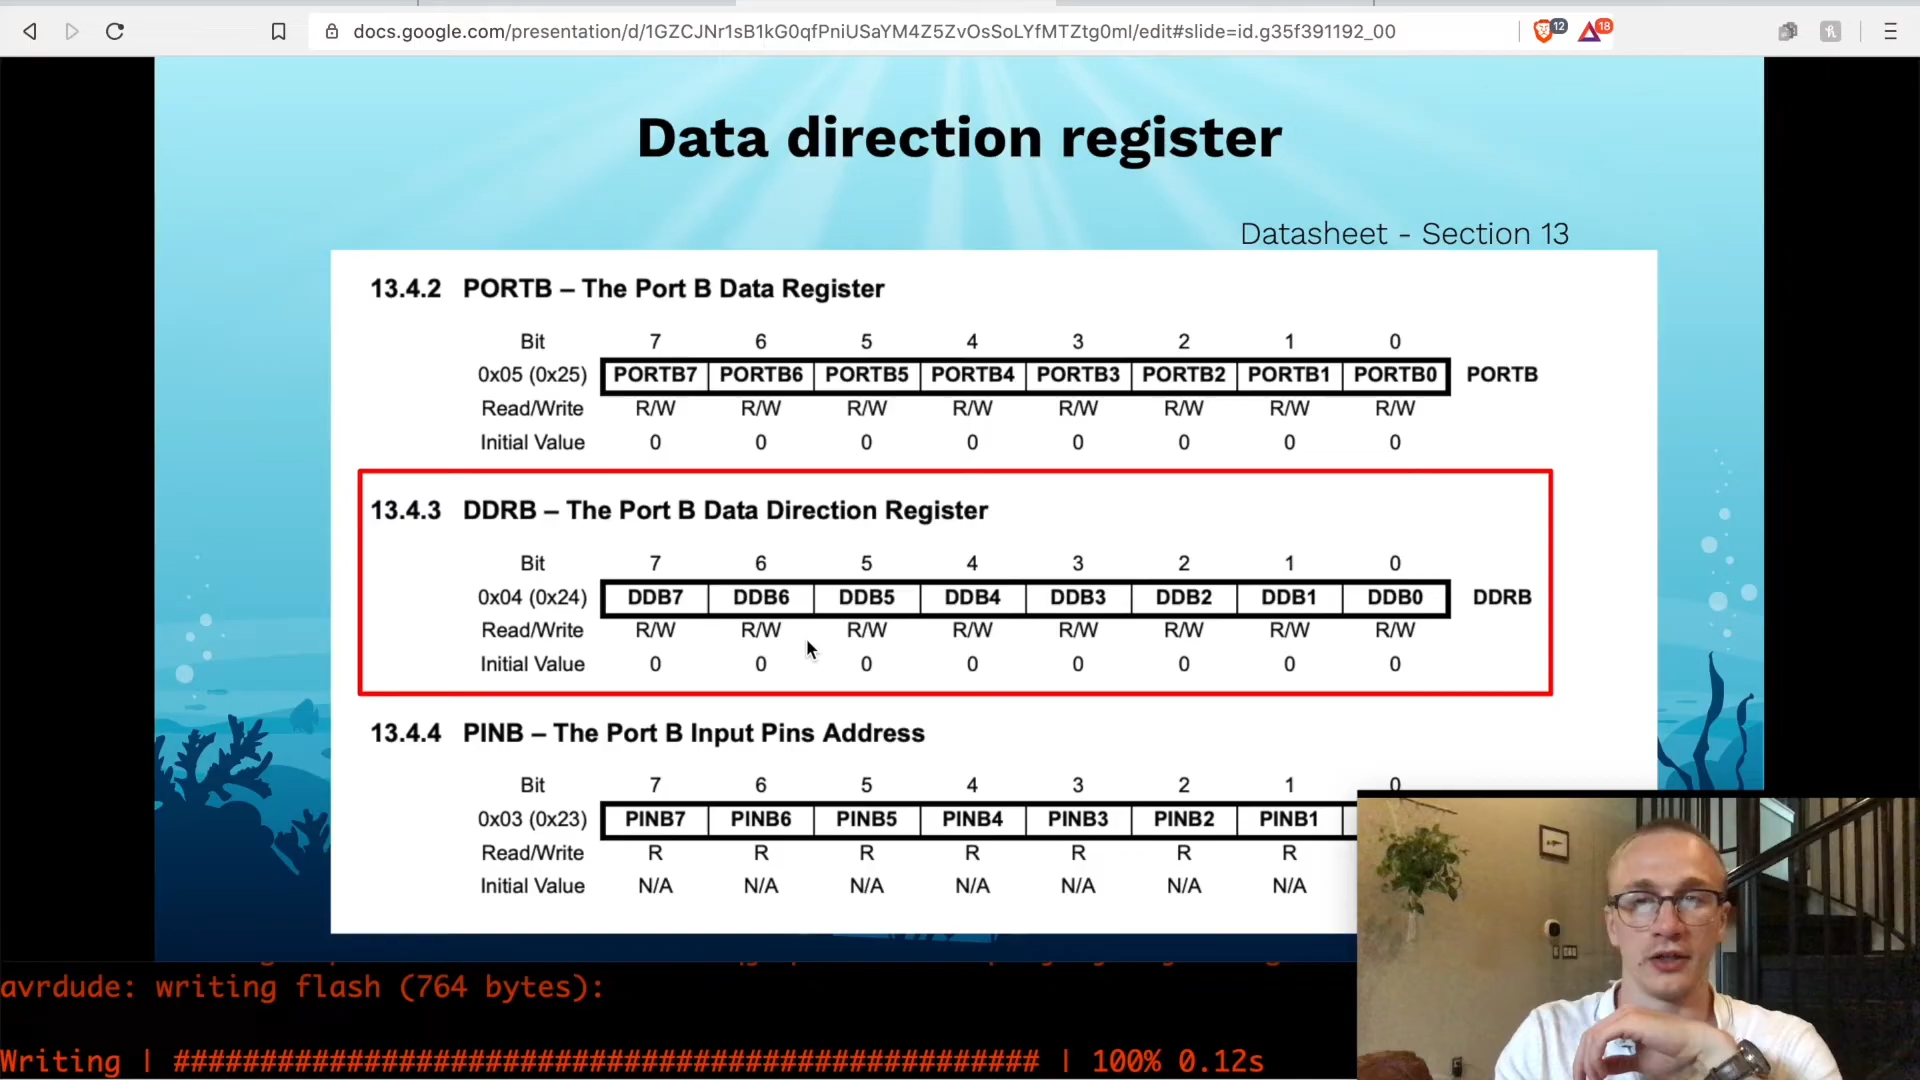 docs.google.com/presentation/d/1GZCJNr1sB1kG0qfPniUSaYM4Z5ZvOsSoLYfMTZtg0ml/edit#slide=id.g35f391192_00
12
18
Data direction register
Datasheet - Section 13
13.4.2 PORTB – The Port B Data Register
Bit 7 6 5 4 3 2 1 0
0x05 (0x25) PORTB7 PORTB6 PORTB5 PORTB4 PORTB3 PORTB2 PORTB1 PORTB0 PORTB
Read/Write R/W R/W R/W R/W R/W R/W R/W R/W
Initial Value 0 0 0 0 0 0 0 0
13.4.3 DDRB – The Port B Data Direction Register
Bit 7 6 5 4 3 2 1 0
0x04 (0x24) DDB7 DDB6 DDB5 DDB4 DDB3 DDB2 DDB1 DDB0 DDRB
Read/Write R/W R/W R/W R/W R/W R/W R/W R/W
Initial Value 0 0 0 0 0 0 0 0
13.4.4 PINB – The Port B Input Pins Address
Bit 7 6 5 4 3 2 1 0
0x03 (0x23) PINB7 PINB6 PINB5 PINB4 PINB3 PINB2 PINB1
Read/Write R R R R R R R
Initial Value N/A N/A N/A N/A N/A N/A N/A
avrdude: writing flash (764 bytes):
Writing | ################################################## | 100% 0.12s